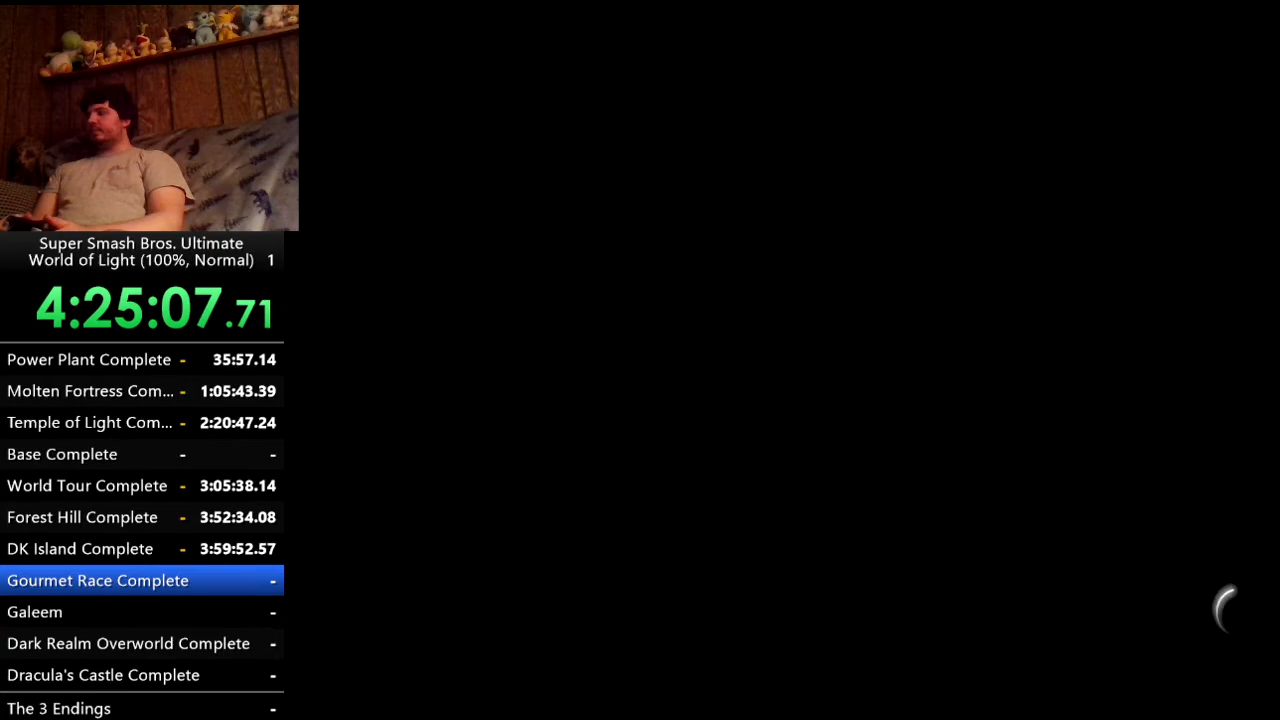 Super Smash Bros. Ultimate
World of Light (100%, Normal) 1
4:25:07.71
Power Plant Complete - 35:57.14
Molten Fortress Com... - 1:05:43.39
Temple of Light Com... - 2:20:47.24
Base Complete - -
World Tour Complete - 3:05:38.14
Forest Hill Complete - 3:52:34.08
DK Island Complete - 3:59:52.57
Gourmet Race Complete -
Galeem -
Dark Realm Overworld Complete -
Dracula's Castle Complete -
The 3 Endings -